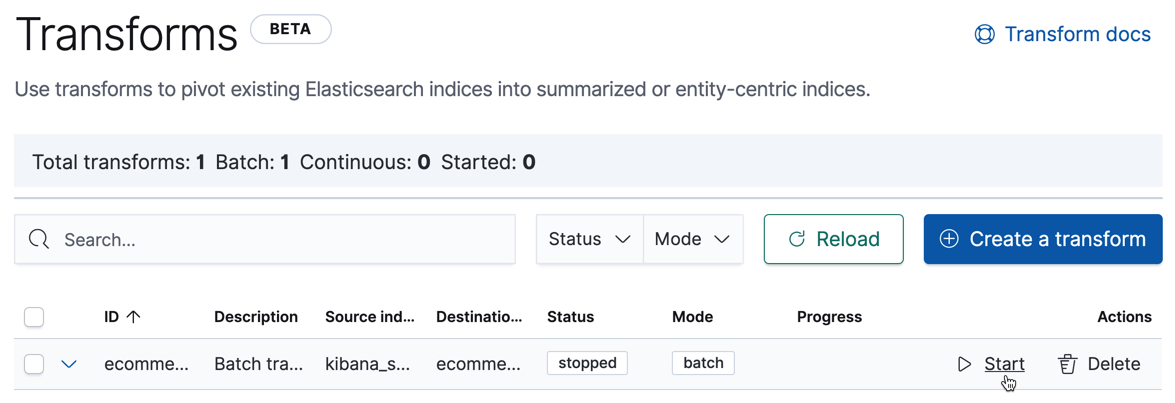 Transforms BETA
Transform docs
Use transforms to pivot existing Elasticsearch indices into summarized or entity-centric indices.
Total transforms: 1 Batch: 1 Continuous: 0 Started: 0
Search... Status Mode Reload Create a transform
ID Description Source ind... Destinatio... Status Mode Progress Actions
ecomme... Batch tra... kibana_s... ecomme... stopped batch Start Delete